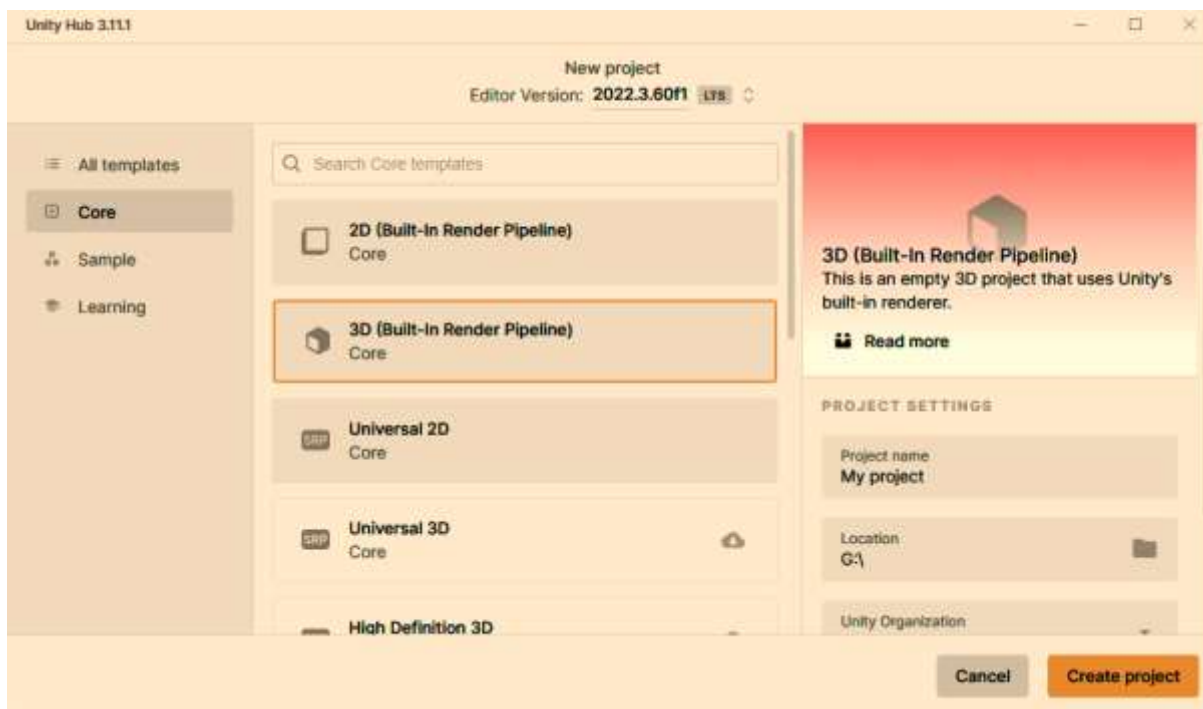 Unity Hub 3.11.1
New project
Editor Version: 2022.3.60f1 LTS
All templates
Core
Sample
Learning
Search Core templates
2D (Built-In Render Pipeline)
Core
3D (Built-In Render Pipeline)
Core
SRP
Universal 2D
Core
SRP
Universal 3D
Core
High Definition 3D
3D (Built-In Render Pipeline)
This is an empty 3D project that uses Unity's
built-in renderer.
Read more
PROJECT SETTINGS
Project name
My project
Location
G:\
Unity Organization
Cancel
Create project